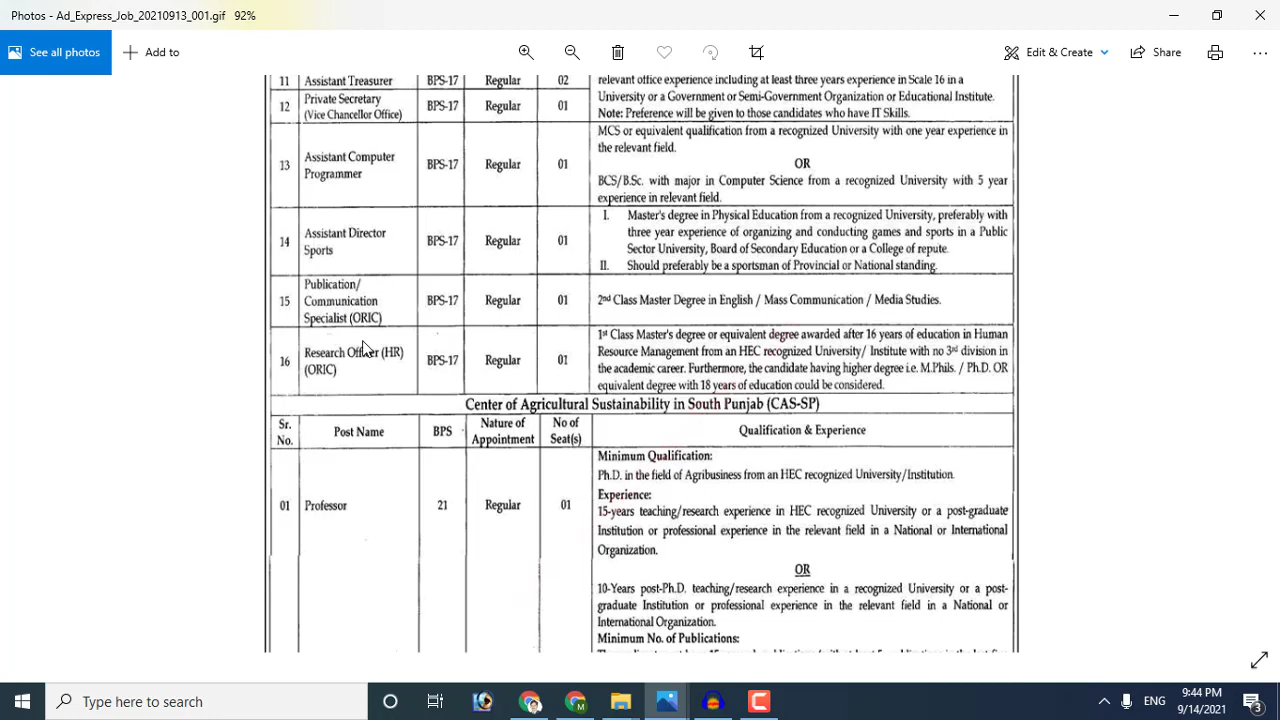 Photos - Ad_Express_Job_20210913_001.gif 92%
See all photos
Add to
Edit & Create
Share
11 Assistant Treasurer BPS-17 Regular 02
relevant office experience including at least three years experience in Scale 16 in a
University or a Government or Semi-Government Organization or Educational Institute.
Note: Preference will be given to those candidates who have IT Skills.
12 Private Secretary
(Vice Chancellor Office) BPS-17 Regular 01
13 Assistant Computer
Programmer BPS-17 Regular 01
MCS or equivalent qualification from a recognized University with one year experience in
the relevant field.
OR
BCS/B.Sc. with major in Computer Science from a recognized University with 5 year
experience in relevant field.
14 Assistant Director
Sports BPS-17 Regular 01
I. Master's degree in Physical Education from a recognized University, preferably with
three year experience of organizing and conducting games and sports in a Public
Sector University, Board of Secondary Education or a College of repute.
II. Should preferably be a sportsman of Provincial or National standing.
15 Publication/
Communication
Specialist (ORIC) BPS-17 Regular 01
2nd Class Master Degree in English / Mass Communication / Media Studies.
16 Research Officer (HR)
(ORIC) BPS-17 Regular 01
1st Class Master's degree or equivalent degree awarded after 16 years of education in Human
Resource Management from an HEC recognized University/ Institute with no 3rd division in
the academic career. Furthermore, the candidate having higher degree i.e. M.Phils. / Ph.D. OR
equivalent degree with 18 years of education could be considered.
Center of Agricultural Sustainability in South Punjab (CAS-SP)
Sr.
No. Post Name BPS Nature of
Appointment No of
Seat(s) Qualification & Experience
01 Professor 21 Regular 01
Minimum Qualification:
Ph.D. in the field of Agribusiness from an HEC recognized University/Institution.
Experience:
15-years teaching/research experience in HEC recognized University or a post-graduate
Institution or professional experience in the relevant field in a National or International
Organization.
OR
10-Years post-Ph.D. teaching/research experience in a recognized University or a post-
graduate Institution or professional experience in the relevant field in a National or
International Organization.
Minimum No. of Publications:
Type here to search
ENG
9:44 PM
9/14/2021
3